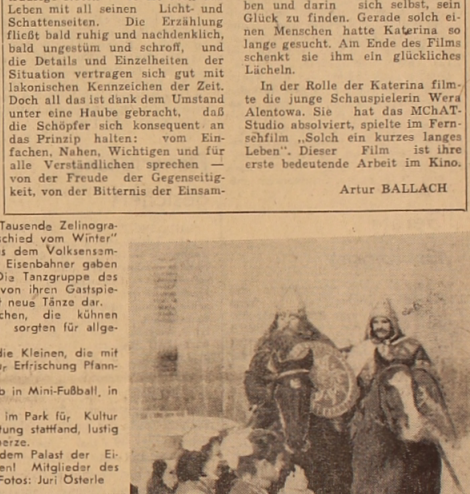 Leben mit all seinen Licht- und
Schattenseiten. Die Erzählung
fließt bald ruhig und nachdenklich,
bald ungestüm und schroff, und
die Details und Einzelheiten der
Situation vertragen sich gut mit
lakonischen Kennzeichen der Zeit.
Doch all das ist dank dem Umstand
unter eine Haube gebracht, daß
die Schöpfer sich konsequent an
das Prinzip halten: vom Ein-
fachen, Nahen, Wichtigen und für
alle Verständlichen sprechen —
von der Freude der Gegenseitig-
keit, von der Bitternis der Einsam-
ben und darin sich selbst, sein
Glück zu finden. Gerade solch ei-
nen Menschen hatte Katerina so
lange gesucht. Am Ende des Films
schenkt sie ihm ein glückliches
Lächeln.
In der Rolle der Katerina film-
te die junge Schauspielerin Wera
Alentowa. Sie hat das MChAT-
Studio absolviert, spielte im Fern-
sehfilm „Solch ein kurzes langes
Leben“. Dieser Film ist ihre
erste bedeutende Arbeit im Kino.
Artur BALLACH
Tausende Zelinogra-
schied vom Winter"
s dem Volksensem-
Eisenbahner gaben
Die Tanzgruppe des
von ihren Gastspie-
t neue Tänze dar.
chen, die kühnen
sorgten für allge-
die Kleinen, die mit
ur Erfrischung Pfann-
b in Mini-Fußball, in
im Park für Kultur
tung stattfand, lustig
erze.
dem Palast der Ei-
en! Mitglieder des
Fotos: Juri Österle